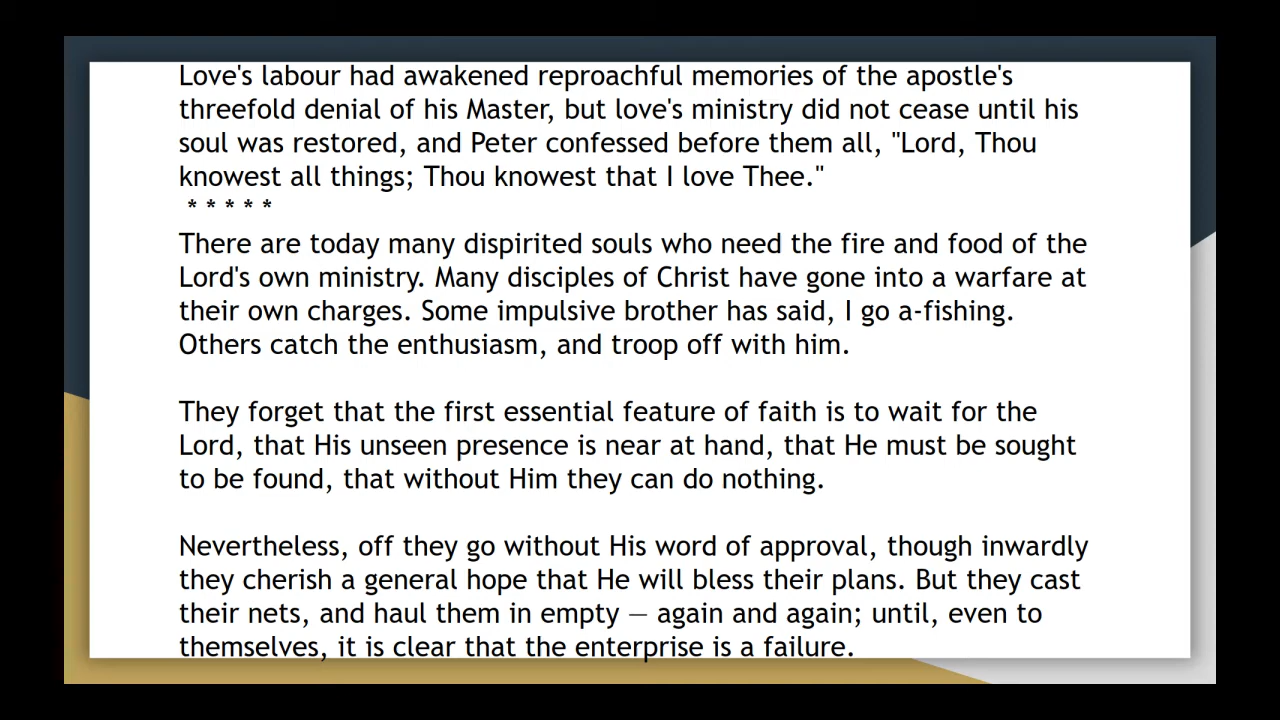 Love's labour had awakened reproachful memories of the apostle's
threefold denial of his Master, but love's ministry did not cease until his
soul was restored, and Peter confessed before them all, "Lord, Thou
knowest all things; Thou knowest that I love Thee."
* * * * *
There are today many dispirited souls who need the fire and food of the
Lord's own ministry. Many disciples of Christ have gone into a warfare at
their own charges. Some impulsive brother has said, I go a-fishing.
Others catch the enthusiasm, and troop off with him.
They forget that the first essential feature of faith is to wait for the
Lord, that His unseen presence is near at hand, that He must be sought
to be found, that without Him they can do nothing.
Nevertheless, off they go without His word of approval, though inwardly
they cherish a general hope that He will bless their plans. But they cast
their nets, and haul them in empty — again and again; until, even to
themselves, it is clear that the enterprise is a failure.